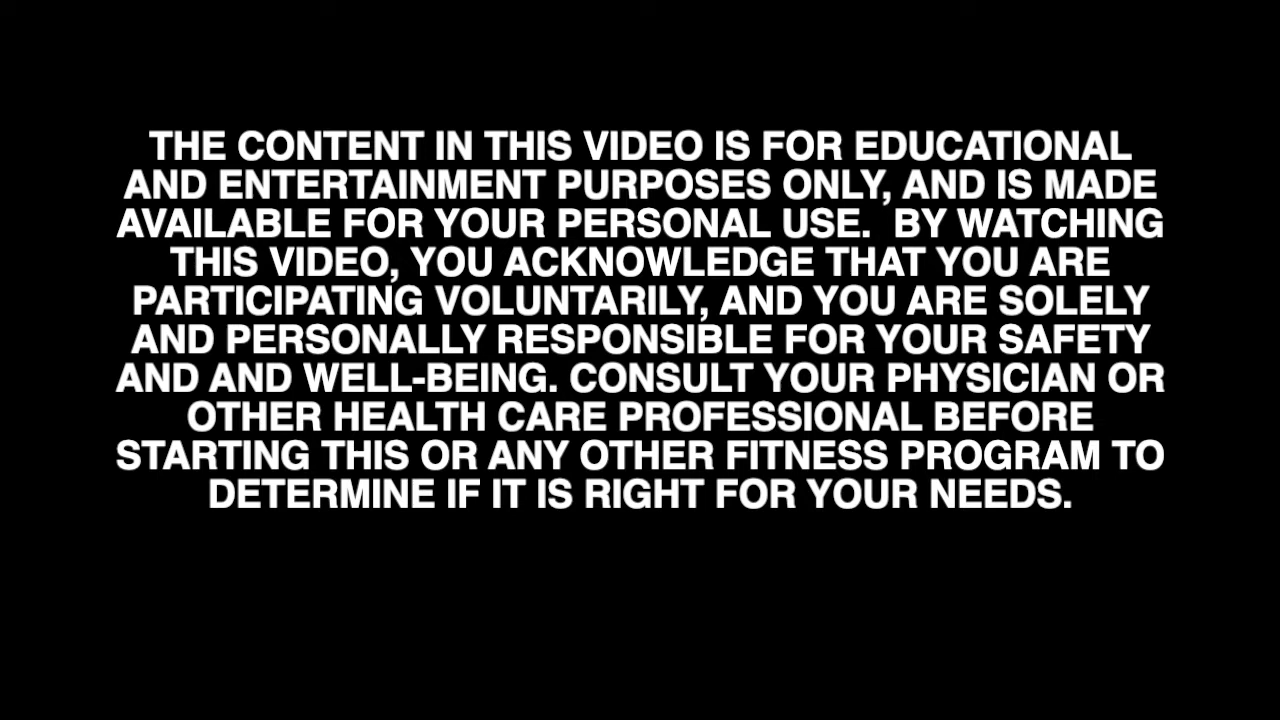 THE CONTENT IN THIS VIDEO IS FOR EDUCATIONAL
AND ENTERTAINMENT PURPOSES ONLY, AND IS MADE
AVAILABLE FOR YOUR PERSONAL USE.  BY WATCHING
THIS VIDEO, YOU ACKNOWLEDGE THAT YOU ARE
PARTICIPATING VOLUNTARILY, AND YOU ARE SOLELY
AND PERSONALLY RESPONSIBLE FOR YOUR SAFETY
AND AND WELL-BEING. CONSULT YOUR PHYSICIAN OR
OTHER HEALTH CARE PROFESSIONAL BEFORE
STARTING THIS OR ANY OTHER FITNESS PROGRAM TO
DETERMINE IF IT IS RIGHT FOR YOUR NEEDS.